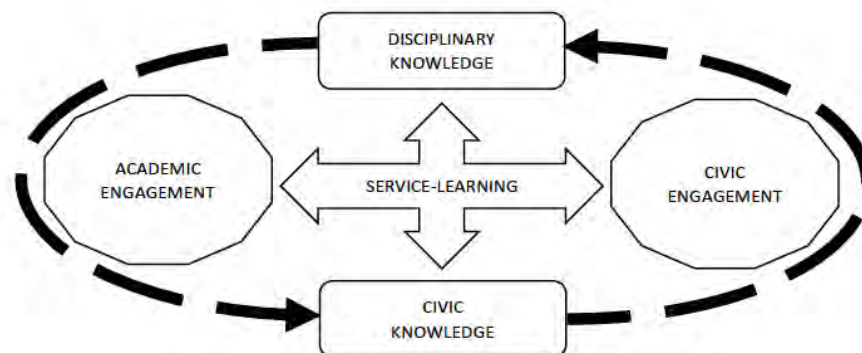 DISCIPLINARY
KNOWLEDGE
ACADEMIC
ENGAGEMENT
SERVICE-LEARNING
CIVIC
ENGAGEMENT
CIVIC
KNOWLEDGE